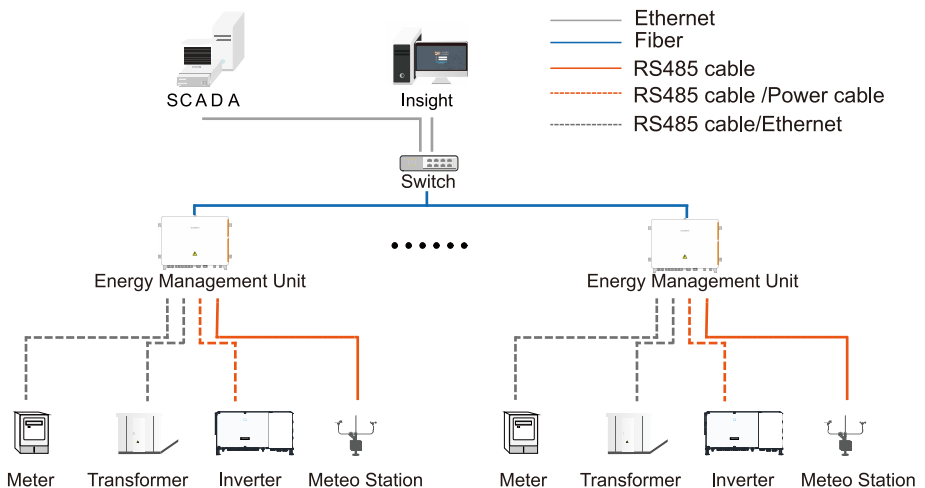 Ethernet
Fiber
RS485 cable
RS485 cable /Power cable
RS485 cable/Ethernet
SCADA
Insight
Switch
Energy Management Unit
Energy Management Unit
Meter
Transformer
Inverter
Meteo Station
Meter
Transformer
Inverter
Meteo Station